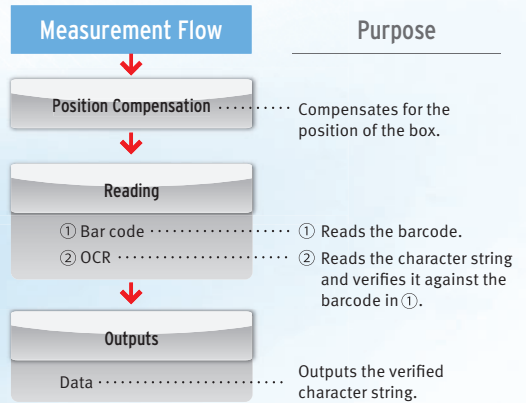 Measurement Flow Purpose
Position Compensation ·········· Compensates for the
position of the box.
Reading
① Bar code ·················· ① Reads the barcode.
② OCR ······················ ② Reads the character string
and verifies it against the
barcode in ①.
Outputs
Data ························ Outputs the verified
character string.